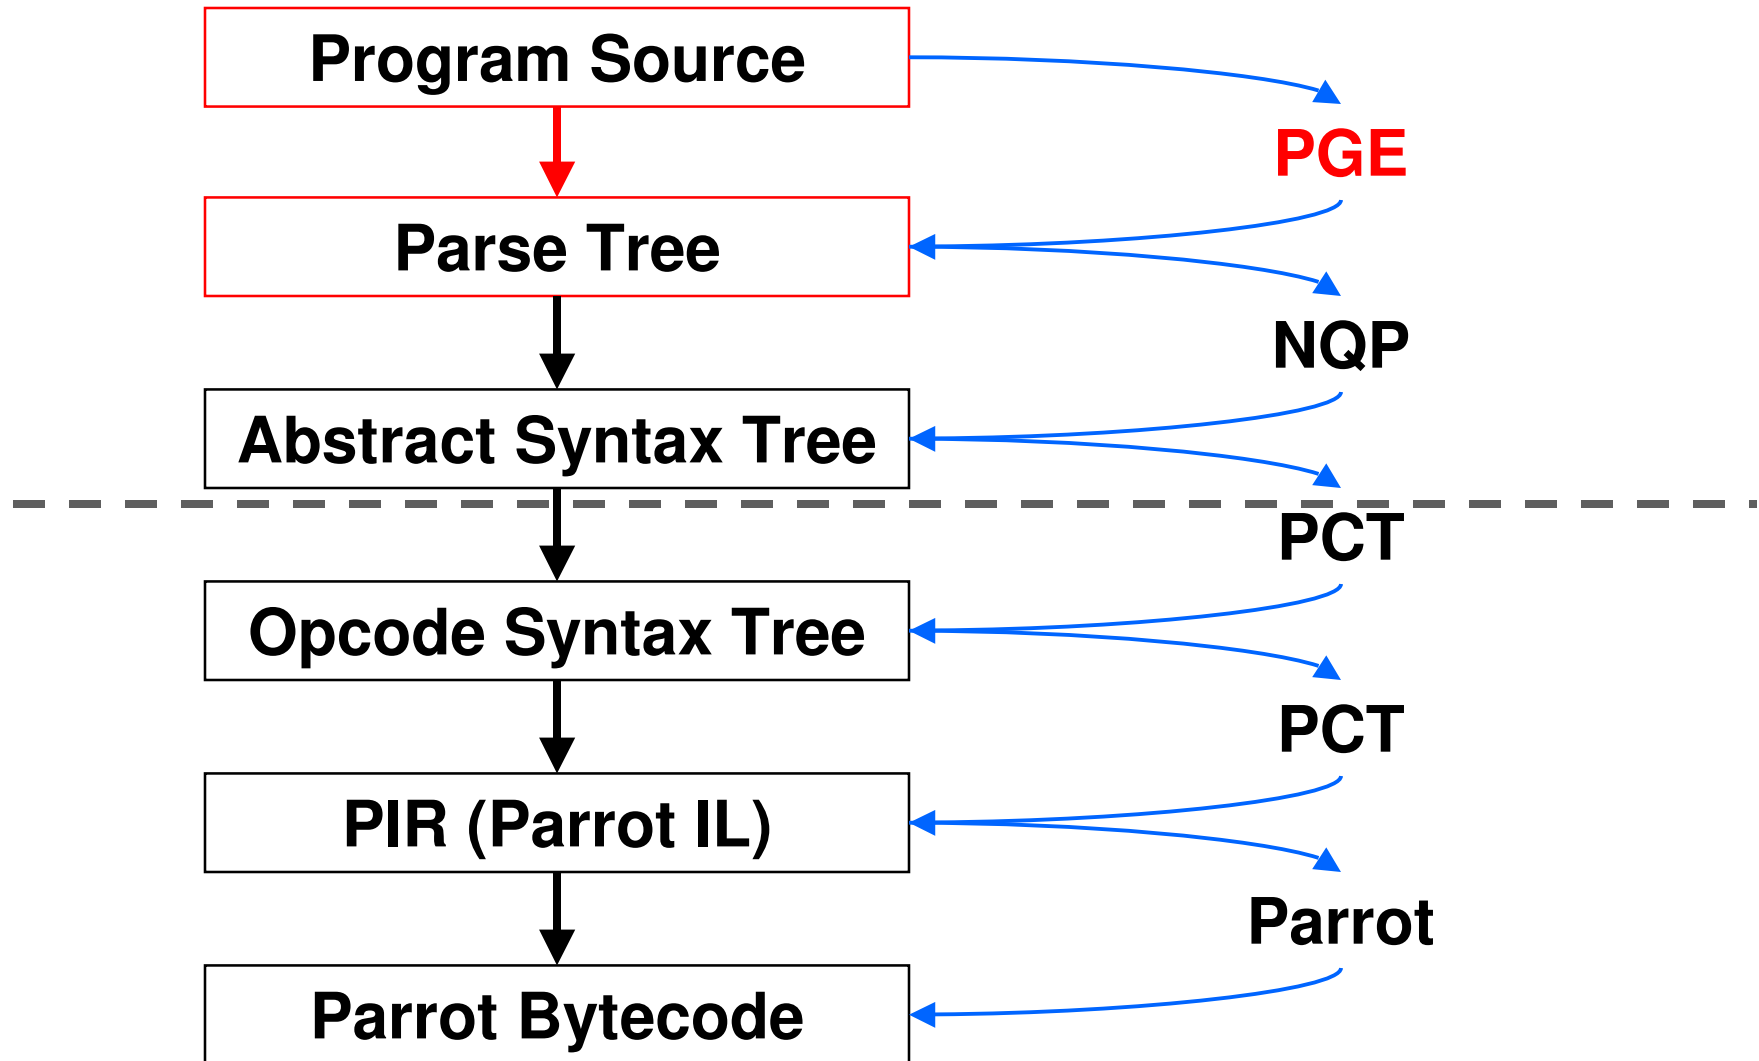 Program Source
PGE
Parse Tree
NQP
Abstract Syntax Tree
PCT
Opcode Syntax Tree
PCT
PIR (Parrot IL)
Parrot
Parrot Bytecode